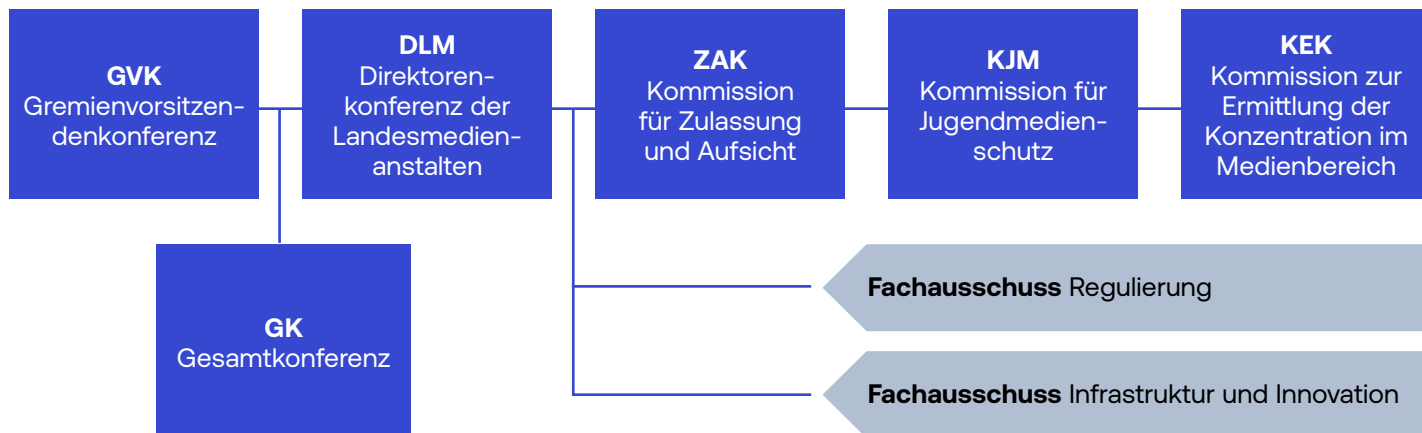 GVK
Gremienvorsitzen-
denkonferenz
DLM
Direktoren-
konferenz der
Landesmedien-
anstalten
ZAK
Kommission
für Zulassung
und Aufsicht
KJM
Kommission für
Jugendmedien-
schutz
KEK
Kommission zur
Ermittlung der
Konzentration im
Medienbereich
GK
Gesamtkonferenz
Fachausschuss Regulierung
Fachausschuss Infrastruktur und Innovation